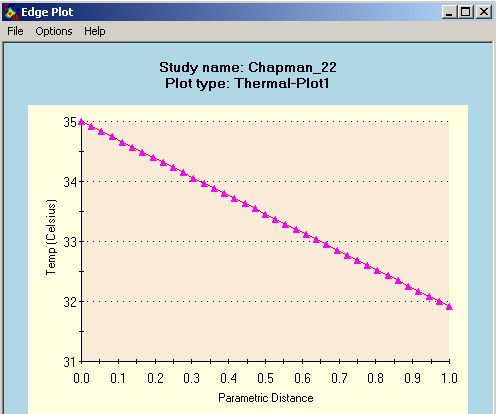 Edge Plot
File Options Help
Study name: Chapman_22
Plot type: Thermal-Plot1
35
34
33
32
31
Temp (Celsius)
0.0 0.1 0.2 0.3 0.4 0.5 0.6 0.7 0.8 0.9 1.0
Parametric Distance